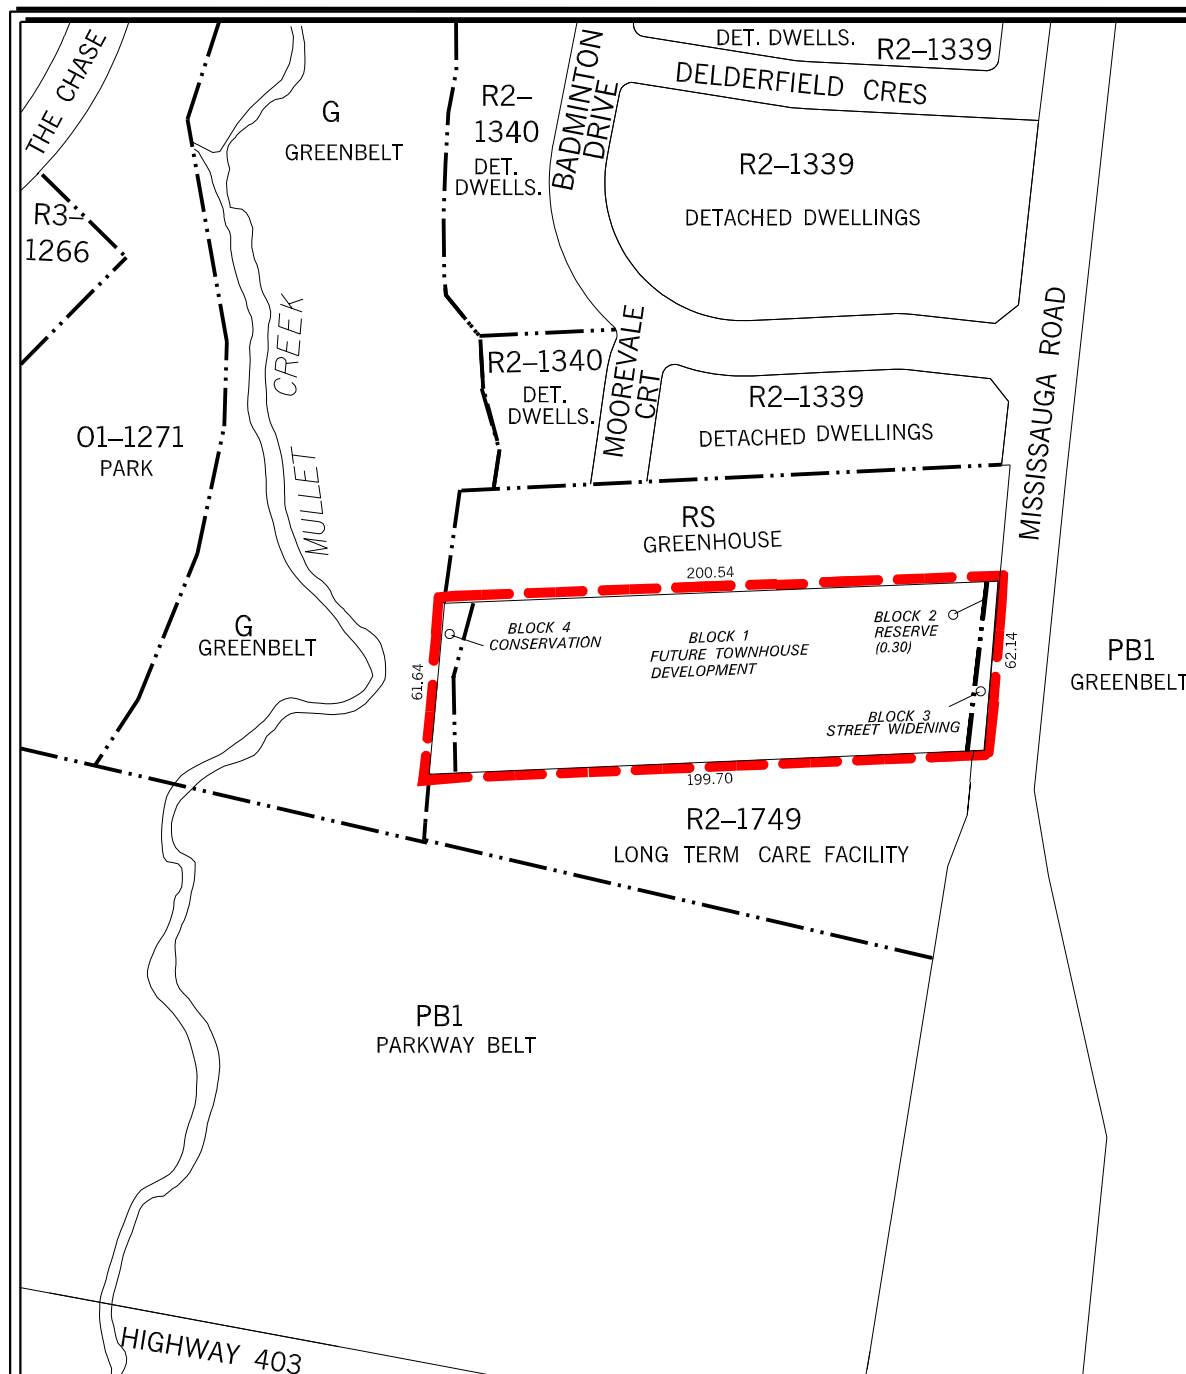 THE CHASE
G
GREENBELT
R2-
1340
DET.
DWELLS.
BADMINTON
DRIVE
DET. DWELLS.
R2-1339
DELDERFIELD CRES
R2-1339
DETACHED DWELLINGS
R3-
1266
MULLET CREEK
R2-1340
DET.
DWELLS.
MOOREVALE
CRT
R2-1339
DETACHED DWELLINGS
MISSISSAUGA ROAD
O1-1271
PARK
RS
GREENHOUSE
200.54
G
GREENBELT
61.64
BLOCK 4
CONSERVATION
BLOCK 1
FUTURE TOWNHOUSE
DEVELOPMENT
BLOCK 2
RESERVE
(0.30)
62.14
BLOCK 3
STREET WIDENING
PB1
GREENBELT
199.70
R2-1749
LONG TERM CARE FACILITY
PB1
PARKWAY BELT
HIGHWAY 403